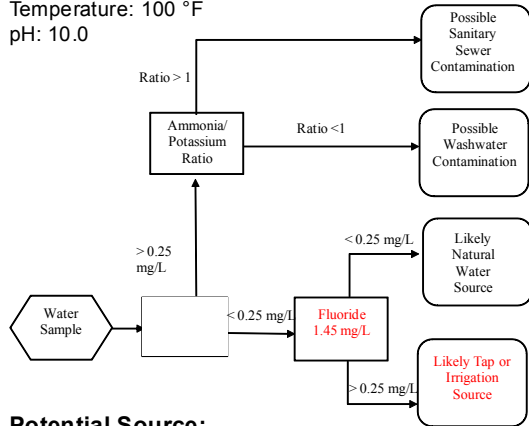 Temperature: 100 °F
pH: 10.0
Possible
Sanitary
Sewer
Contamination
Ratio > 1
Ammonia/
Potassium
Ratio
Ratio <1
Possible
Washwater
Contamination
> 0.25
mg/L
< 0.25 mg/L
Likely
Natural
Water
Source
Water
Sample
< 0.25 mg/L
Fluoride
1.45 mg/L
> 0.25 mg/L
Likely Tap or
Irrigation
Source
Potential Source: